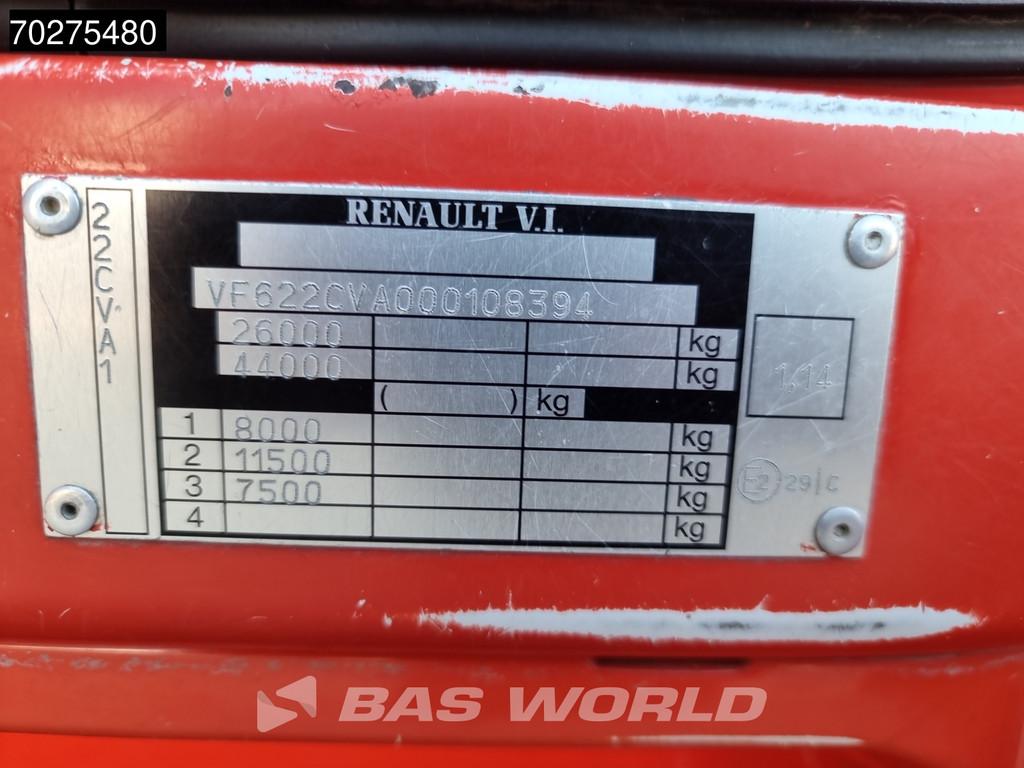 70275480
22CVA1
RENAULT V.I.
VF622CVA000108394
26000 kg
44000 kg
( ) kg
1 8000 kg
2 11500 kg
3 7500 kg
4 kg
1,14
E2 29|C
BAS WORLD